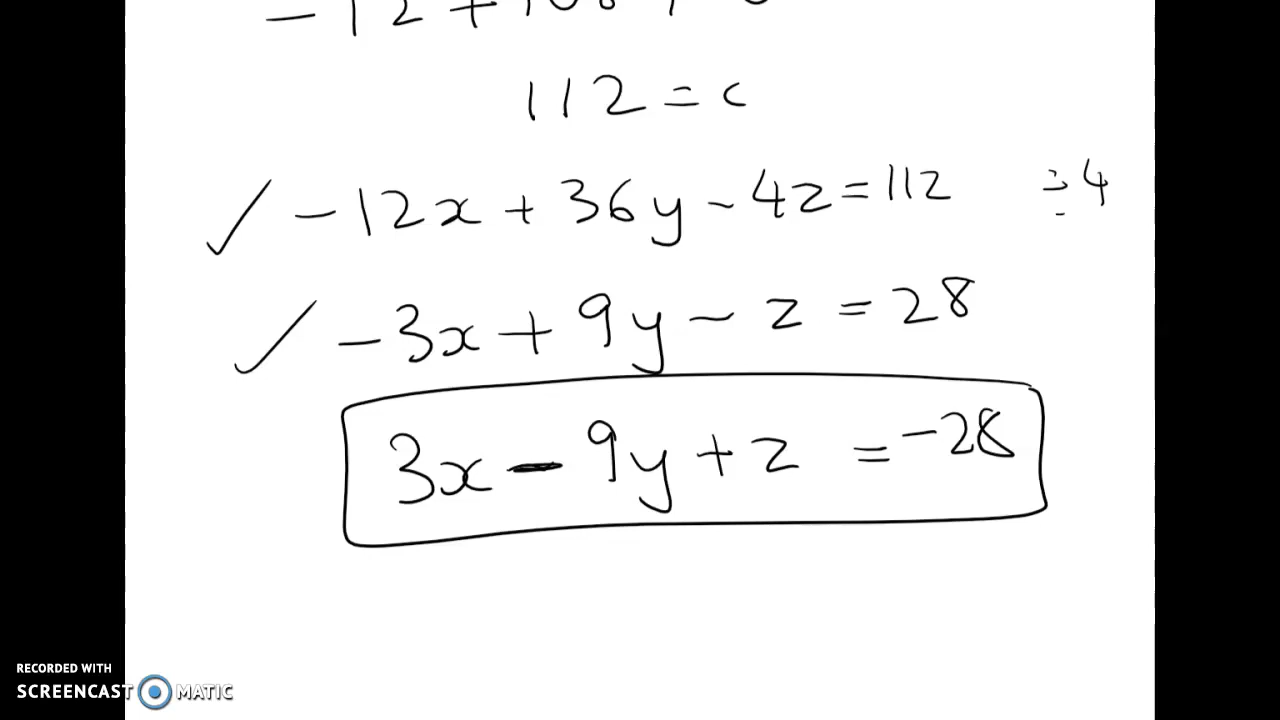 112 = c
-12x + 36y - 4z = 112 ÷4
-3x + 9y - z = 28
3x - 9y + z = -28
RECORDED WITH
SCREENCAST MATIC